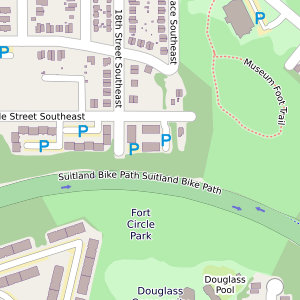 18th Street Southeast
ace Southeast
Museum Foot Trail
P
P
P
le Street Southeast
P
P
P
P
Suitland Bike Path Suitland Bike Path
Fort
Circle
Park
Douglass
Douglass
Pool